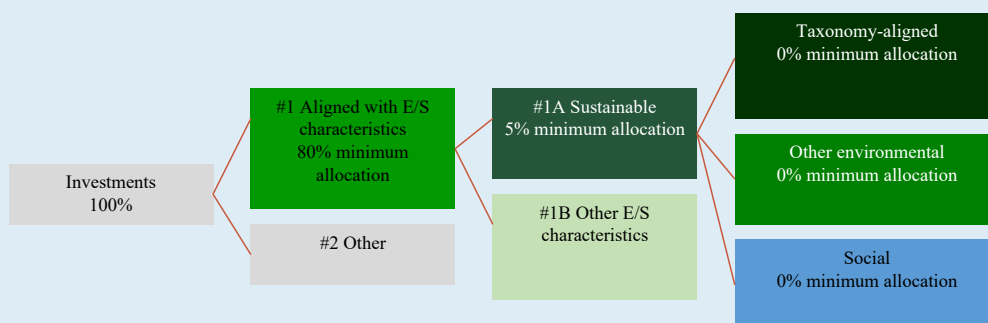 Investments
100%
#1 Aligned with E/S
characteristics
80% minimum
allocation
#2 Other
#1A Sustainable
5% minimum allocation
#1B Other E/S
characteristics
Taxonomy-aligned
0% minimum allocation
Other environmental
0% minimum allocation
Social
0% minimum allocation